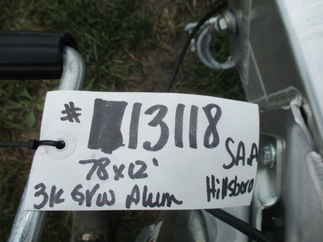 # 13118
78x12'
3k GVW Alum
SAA
Hillsboro